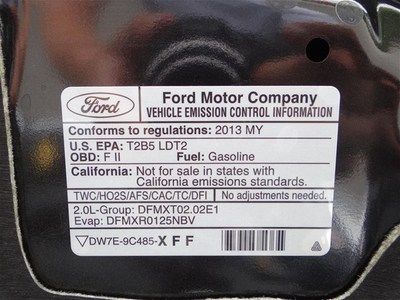 Ford
Ford Motor Company
VEHICLE EMISSION CONTROL INFORMATION
Conforms to regulations: 2013 MY
U.S. EPA: T2B5 LDT2
OBD: F II Fuel: Gasoline
California: Not for sale in states with
California emissions standards.
TWC/HO2S/AFS/CAC/TC/DFI No adjustments needed.
2.0L-Group: DFMXT02.02E1
Evap: DFMXR0125NBV
▽DW7E-9C485-XFF